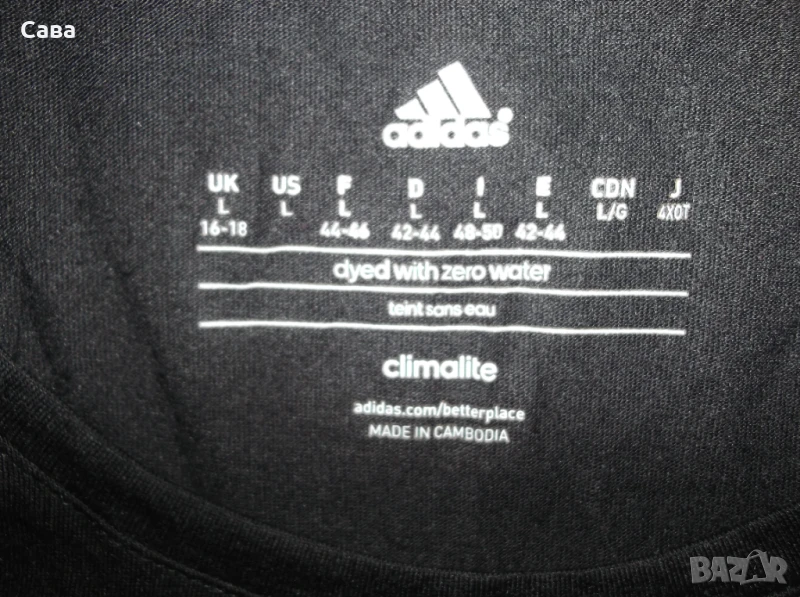 Сава
adidas
UK US F D I E CDN J
L L L L L L L/G 4XOT
16-18 44-46 42-44 48-50 42-44
dyed with zero water
teint sans eau
climalite
adidas.com/betterplace
MADE IN CAMBODIA
BAZAR